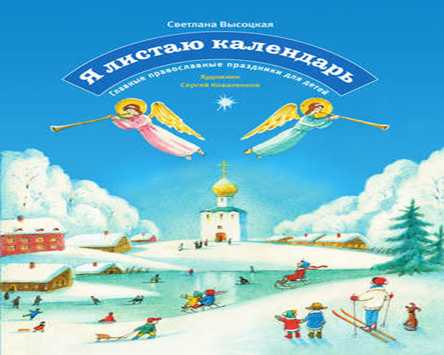 Светлана Высоцкая
Я листаю календарь
Главные православные праздники для детей
Художник
Сергей Коваленков